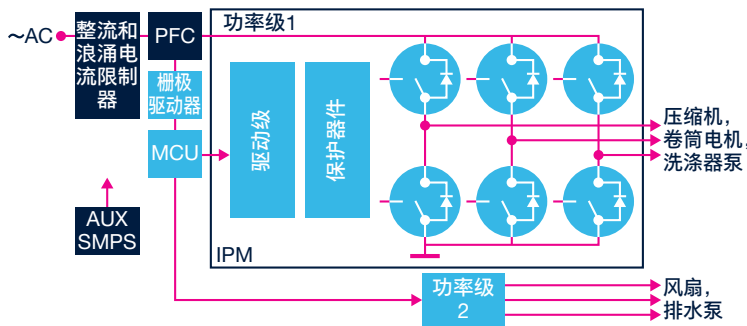 ~AC
整流和
浪涌电
流限制
器
PFC
功率级1
栅极
驱动器
MCU
驱动级
保护器件
压缩机，
卷筒电机，
洗涤器泵
AUX
SMPS
IPM
功率级
2
风扇，
排水泵